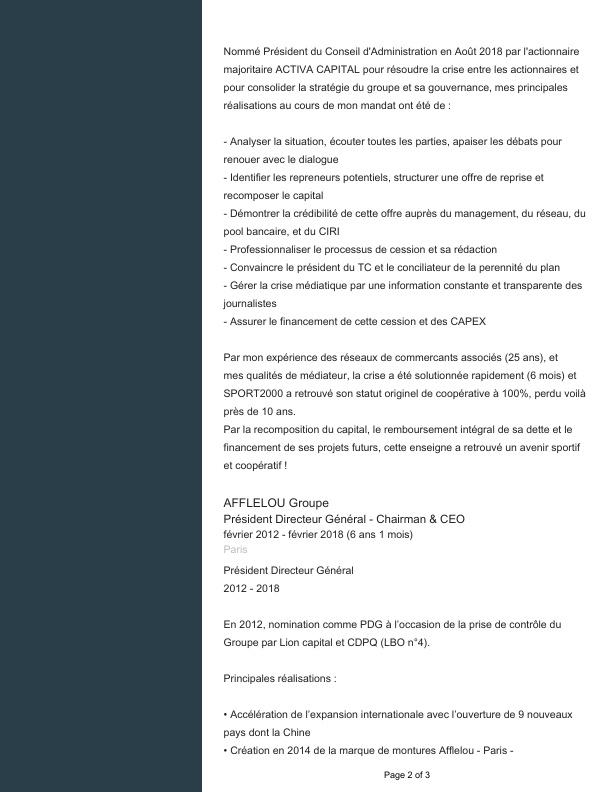 Nommé Président du Conseil d'Administration en Août 2018 par l'actionnaire
majoritaire ACTIVA CAPITAL pour résoudre la crise entre les actionnaires et
pour consolider la stratégie du groupe et sa gouvernance, mes principales
réalisations au cours de mon mandat ont été de :
- Analyser la situation, écouter toutes les parties, apaiser les débats pour
renouer avec le dialogue
- Identifier les repreneurs potentiels, structurer une offre de reprise et
recomposer le capital
- Démontrer la crédibilité de cette offre auprès du management, du réseau, du
pool bancaire, et du CIRI
- Professionnaliser le processus de cession et sa rédaction
- Convaincre le président du TC et le conciliateur de la perennité du plan
- Gérer la crise médiatique par une information constante et transparente des
journalistes
- Assurer le financement de cette cession et des CAPEX
Par mon expérience des réseaux de commercants associés (25 ans), et
mes qualités de médiateur, la crise a été solutionnée rapidement (6 mois) et
SPORT2000 a retrouvé son statut originel de coopérative à 100%, perdu voilà
près de 10 ans.
Par la recomposition du capital, le remboursement intégral de sa dette et le
financement de ses projets futurs, cette enseigne a retrouvé un avenir sportif
et coopératif !
AFFLELOU Groupe
Président Directeur Général - Chairman & CEO
février 2012 - février 2018 (6 ans 1 mois)
Paris
Président Directeur Général
2012 - 2018
En 2012, nomination comme PDG à l’occasion de la prise de contrôle du
Groupe par Lion capital et CDPQ (LBO n°4).
Principales réalisations :
• Accélération de l’expansion internationale avec l’ouverture de 9 nouveaux
pays dont la Chine
• Création en 2014 de la marque de montures Afflelou - Paris -
Page 2 of 3